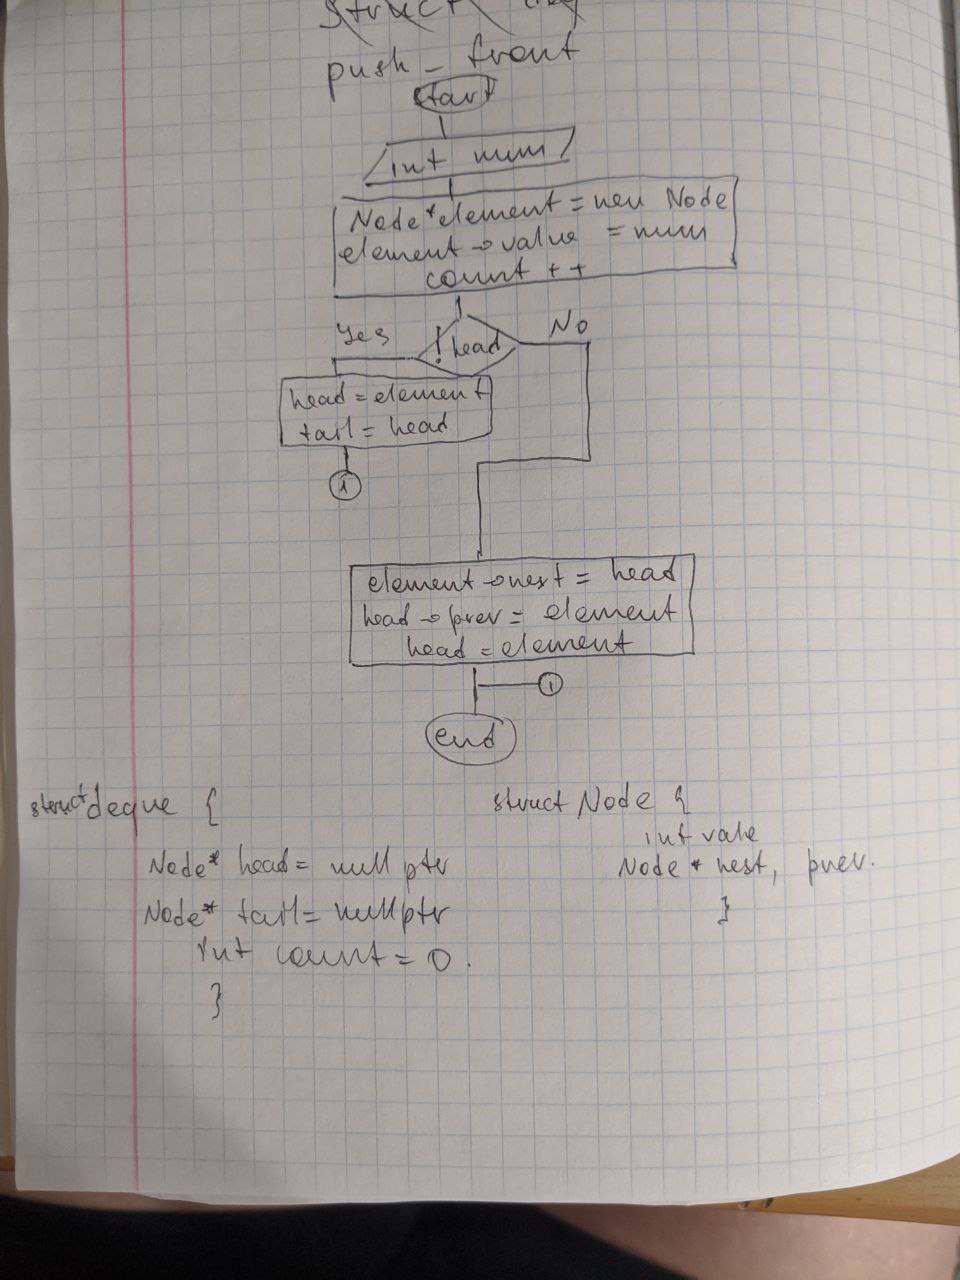 struct
push_front
start
int num
Node* element = new Node
element → value = num
count ++
! head
Yes
No
head = element
tail = head
1
element → next = head
head → prev = element
head = element
1
end
struct deque {
Node* head = nullptr
Node* tail = nullptr
int count = 0.
}
struct Node {
int value
Node * next, prev.
}